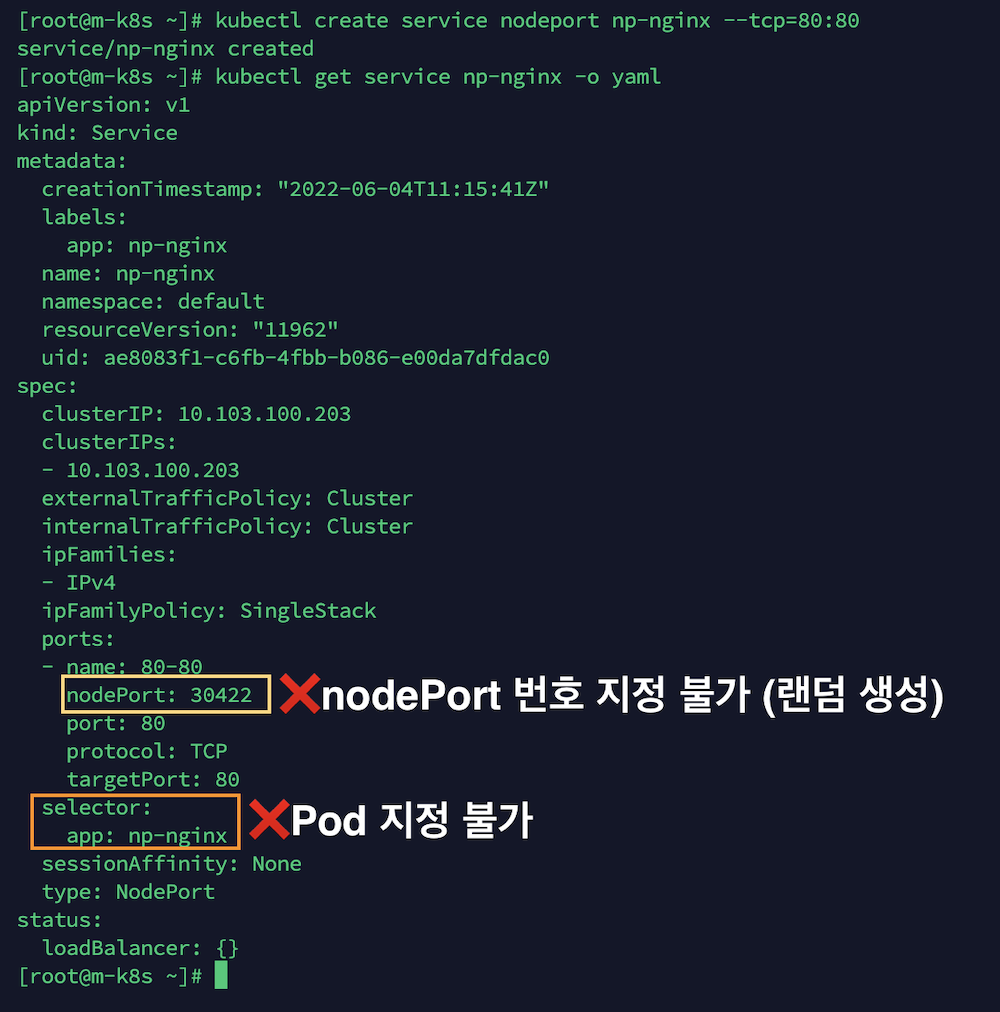 [root@m-k8s ~]# kubectl create service nodeport np-nginx --tcp=80:80
service/np-nginx created
[root@m-k8s ~]# kubectl get service np-nginx -o yaml
apiVersion: v1
kind: Service
metadata:
  creationTimestamp: "2022-06-04T11:15:41Z"
  labels:
    app: np-nginx
  name: np-nginx
  namespace: default
  resourceVersion: "11962"
  uid: ae8083f1-c6fb-4fbb-b086-e00da7dfdac0
spec:
  clusterIP: 10.103.100.203
  clusterIPs:
  - 10.103.100.203
  externalTrafficPolicy: Cluster
  internalTrafficPolicy: Cluster
  ipFamilies:
  - IPv4
  ipFamilyPolicy: SingleStack
  ports:
  - name: 80-80
    nodePort: 30422 ❌nodePort 번호 지정 불가 (랜덤 생성)
    port: 80
    protocol: TCP
    targetPort: 80
  selector:
    app: np-nginx ❌Pod 지정 불가
  sessionAffinity: None
  type: NodePort
status:
  loadBalancer: {}
[root@m-k8s ~]#